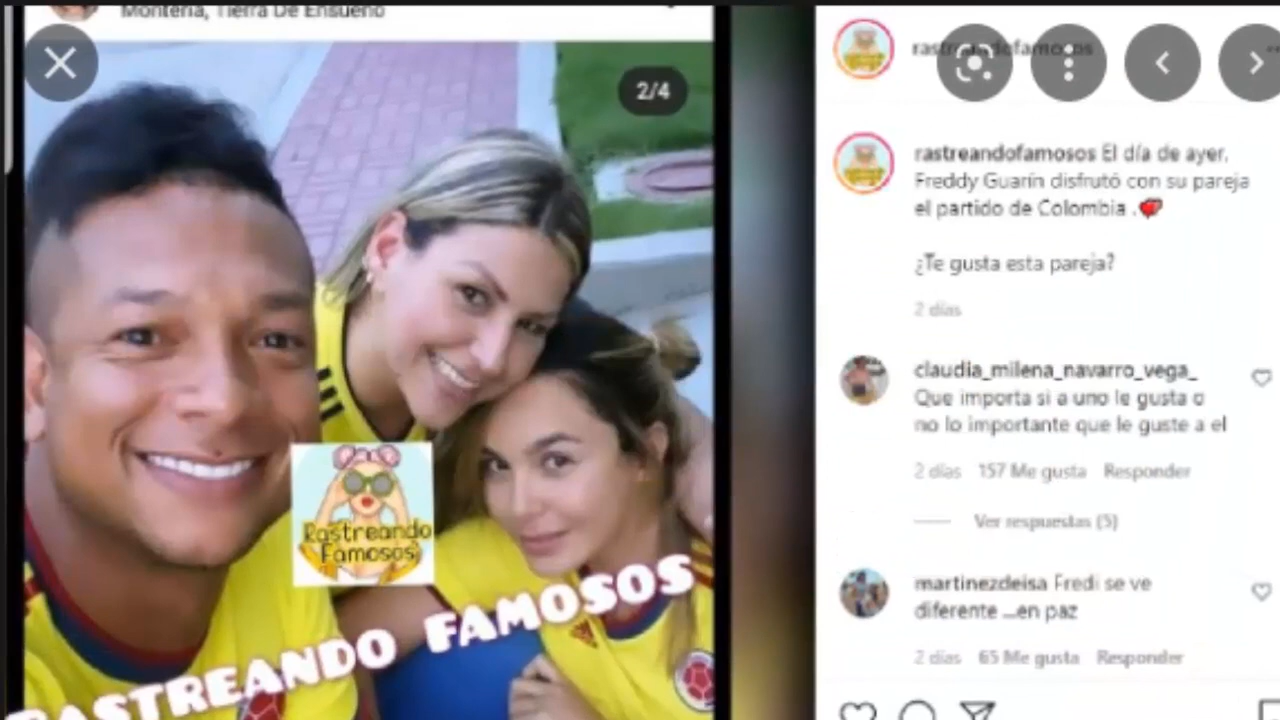 Montería, Tierra De Ensueño
2/4
Rastreando
Famosos
RASTREANDO FAMOSOS
rastreandofamosos
rastreandofamosos El día de ayer,
Freddy Guarín disfrutó con su pareja
el partido de Colombia .
¿Te gusta esta pareja?
2 días
claudia_milena_navarro_vega_
Que importa si a uno le gusta o
no lo importante que le guste a el
2 días 157 Me gusta Responder
Ver respuestas (5)
martinezdeisa Fredi se ve
diferente ...en paz
2 días 65 Me gusta Responder